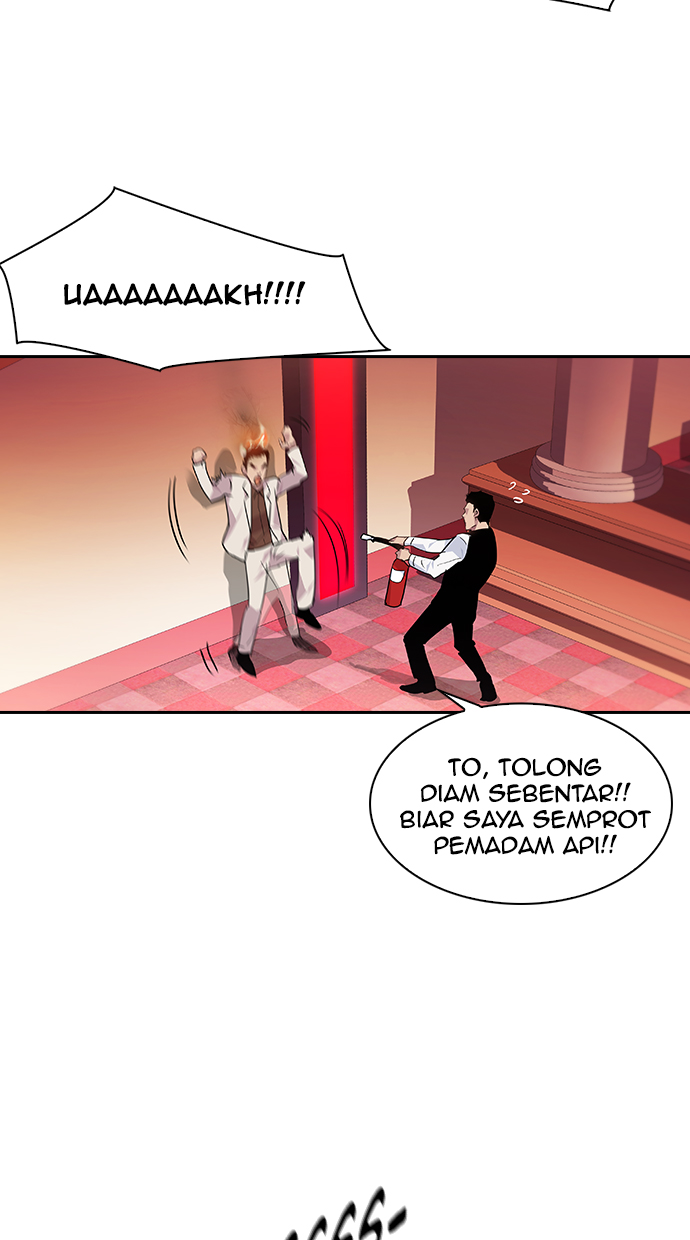 UAAAAAAAKH!!!!
TO, TOLONG
DIAM SEBENTAR!!
BIAR SAYA SEMPROT
PEMADAM API!!